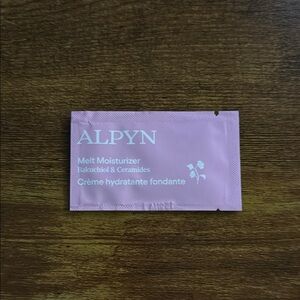 ALPYN
Melt Moisturizer
Bakuchiol & Ceramides
Crème hydratante fondante